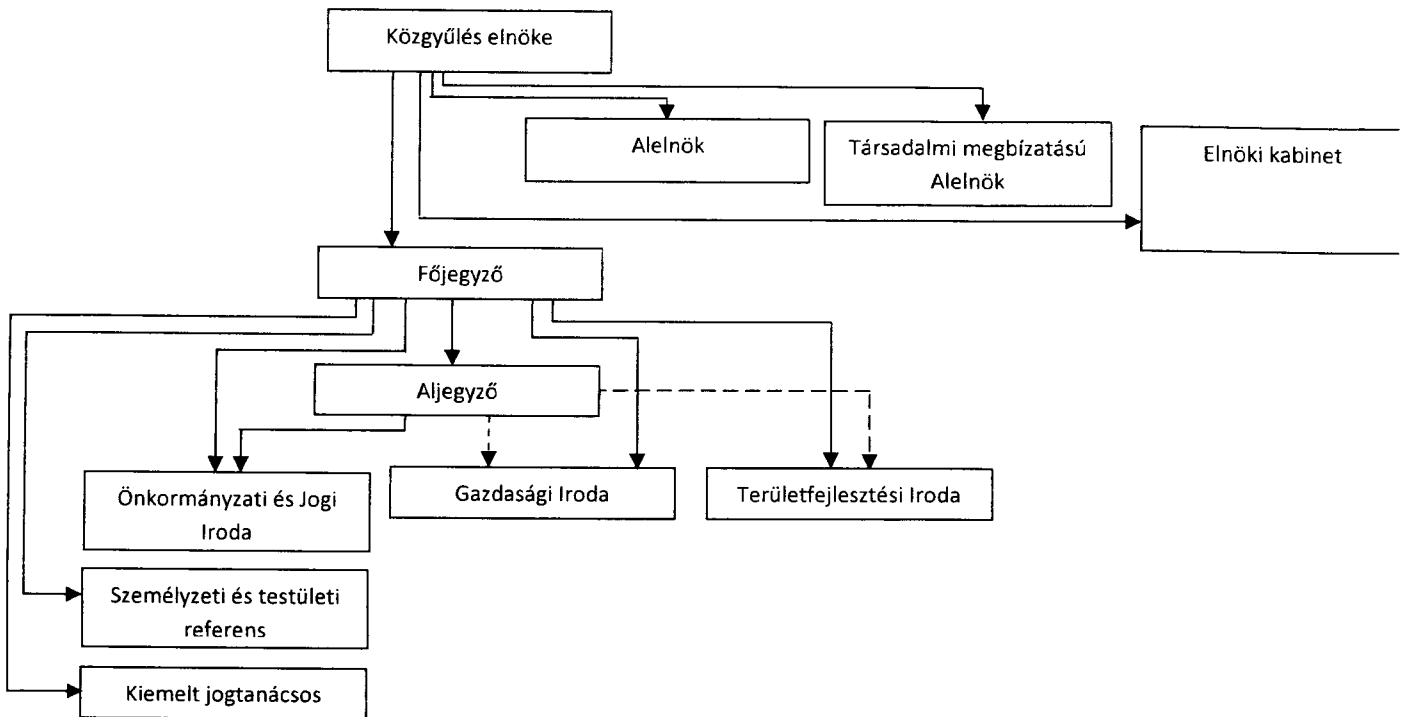 Közgyűlés elnöke
Alelnök
Társadalmi megbízatású
Alelnök
Elnöki kabinet
Főjegyző
Aljegyző
Önkormányzati és Jogi
Iroda
Gazdasági Iroda
Területfejlesztési Iroda
Személyzeti és testületi
referens
Kiemelt jogtanácsos